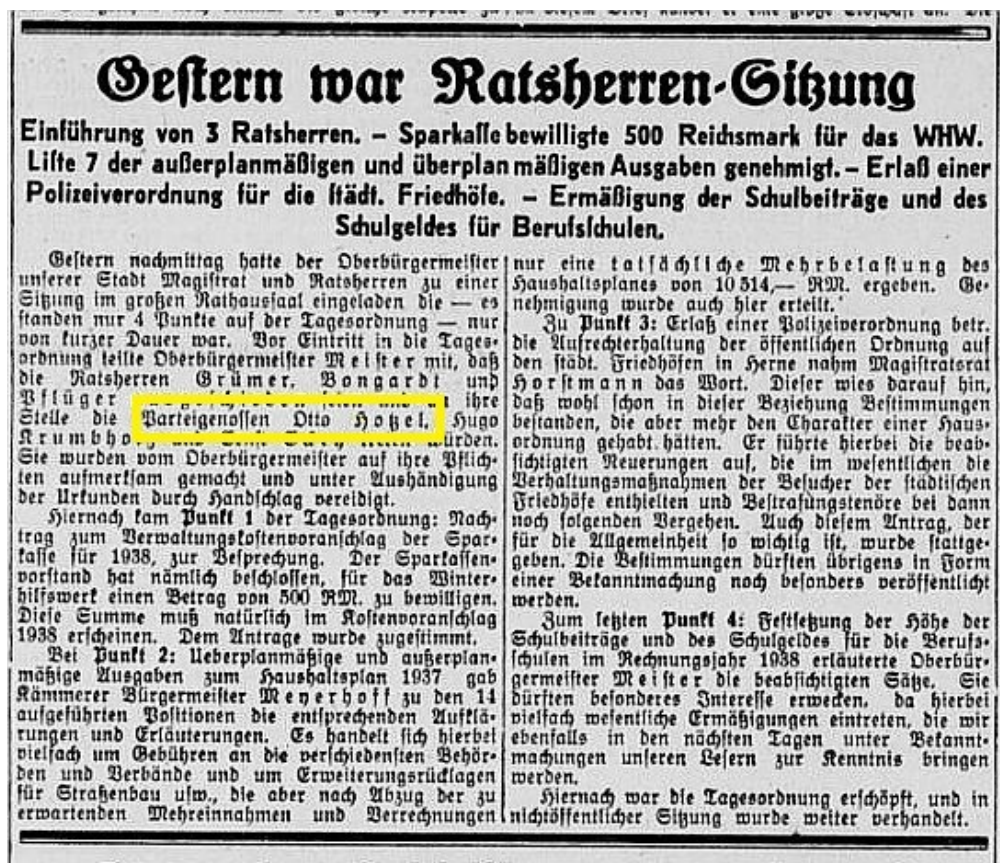 Gestern war Ratsherren-Sitzung
Einführung von 3 Ratsherren. – Sparkasse bewilligte 500 Reichsmark für das WHW.
Liste 7 der außerplanmäßigen und überplanmäßigen Ausgaben genehmigt. – Erlaß einer
Polizeiverordnung für die städt. Friedhöfe. – Ermäßigung der Schulbeiträge und des
Schulgeldes für Berufsschulen.
Gestern nachmittag hatte der Oberbürgermeister
unserer Stadt Magistrat und Ratsherren zu einer
Sitzung im großen Rathaussaal eingeladen die — es
standen nur 4 Punkte auf der Tagesordnung — nur
von kurzer Dauer war. Vor Eintritt in die Tages-
ordnung teilte Oberbürgermeister Meister mit, daß
die Ratsherren Grümer, Bongardt und
Pflüger ihre
Stelle die Parteigenossen Otto Hotzel, Hugo
würden.
Sie wurden vom Oberbürgermeister auf ihre Pflich-
ten aufmerksam gemacht und unter Aushändigung
der Urkunden durch Handschlag vereidigt.
Hiernach kam Punkt 1 der Tagesordnung: Nach-
trag zum Verwaltungskostenvoranschlag der Spar-
kasse für 1938, zur Besprechung. Der Sparkassen-
vorstand hat nämlich beschlossen, für das Winter-
hilfswerk einen Betrag von 500 RM. zu bewilligen.
Diese Summe muß natürlich im Kostenvoranschlag
1938 erscheinen. Dem Antrage wurde zugestimmt.
Bei Punkt 2: Ueberplanmäßige und außerplan-
mäßige Ausgaben zum Haushaltsplan 1937 gab
Kämmerer Bürgermeister Meyerhoff zu den 14
aufgeführten Positionen die entsprechenden Aufklä-
rungen und Erläuterungen. Es handelt sich hierbei
vielfach um Gebühren an die verschiedensten Behör-
den und Verbände und um Erweiterungsrücklagen
für Straßenbau usw., die aber nach Abzug der zu
erwartenden Mehreinnahmen und Verrechnungen
nur eine tatsächliche Mehrbelastung des
Haushaltsplanes von 10 514,— RM. ergeben. Ge-
nehmigung wurde auch hier erteilt.
Zu Punkt 3: Erlaß einer Polizeiverordnung betr.
die Aufrechterhaltung der öffentlichen Ordnung auf
den städt. Friedhöfen in Herne nahm Magistratsrat
Horstmann das Wort. Dieser wies darauf hin,
daß wohl schon in dieser Beziehung Bestimmungen
bestanden, die aber mehr den Charakter einer Haus-
ordnung gehabt hätten. Er führte hierbei die beab-
sichtigten Neuerungen auf, die im wesentlichen die
Verhaltungsmaßnahmen der Besucher der städtischen
Friedhöfe enthielten und Bestrafungstenöre bei dann
noch folgenden Vergehen. Auch diesem Antrag, der
für die Allgemeinheit so wichtig ist, wurde stattge-
geben. Die Bestimmungen dürften übrigens in Form
einer Bekanntmachung noch besonders veröffentlicht
werden.
Zum letzten Punkt 4: Festsetzung der Höhe der
Schulbeiträge und des Schulgeldes für die Berufs-
schulen im Rechnungsjahr 1938 erläuterte Oberbür-
germeister Meister die beabsichtigten Sätze. Sie
dürften besonderes Interesse erwecken, da hierbei
vielfach wesentliche Ermäßigungen eintreten, die wir
ebenfalls in den nächsten Tagen unter Bekannt-
machungen unseren Lesern zur Kenntnis bringen
werden.
Hiernach war die Tagesordnung erschöpft, und in
nichtöffentlicher Sitzung wurde weiter verhandelt.